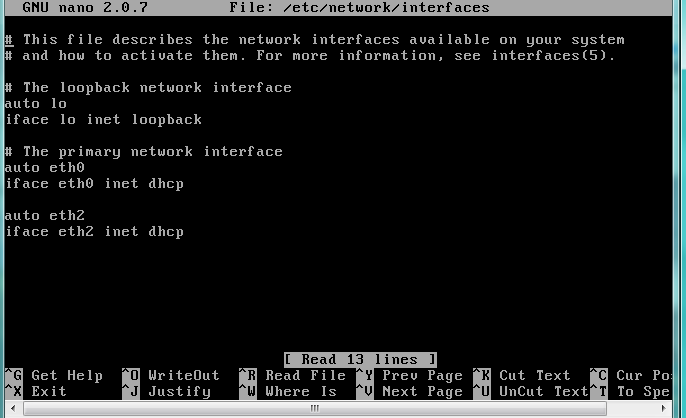 GNU nano 2.0.7 File: /etc/network/interfaces
# This file describes the network interfaces available on your system
# and how to activate them. For more information, see interfaces(5).
# The loopback network interface
auto lo
iface lo inet loopback
# The primary network interface
auto eth0
iface eth0 inet dhcp
auto eth2
iface eth2 inet dhcp
[ Read 13 lines ]
^G Get Help ^O WriteOut ^R Read File ^Y Prev Page ^K Cut Text ^C Cur Po
^X Exit ^J Justify ^W Where Is ^V Next Page ^U UnCut Text ^T To Spe